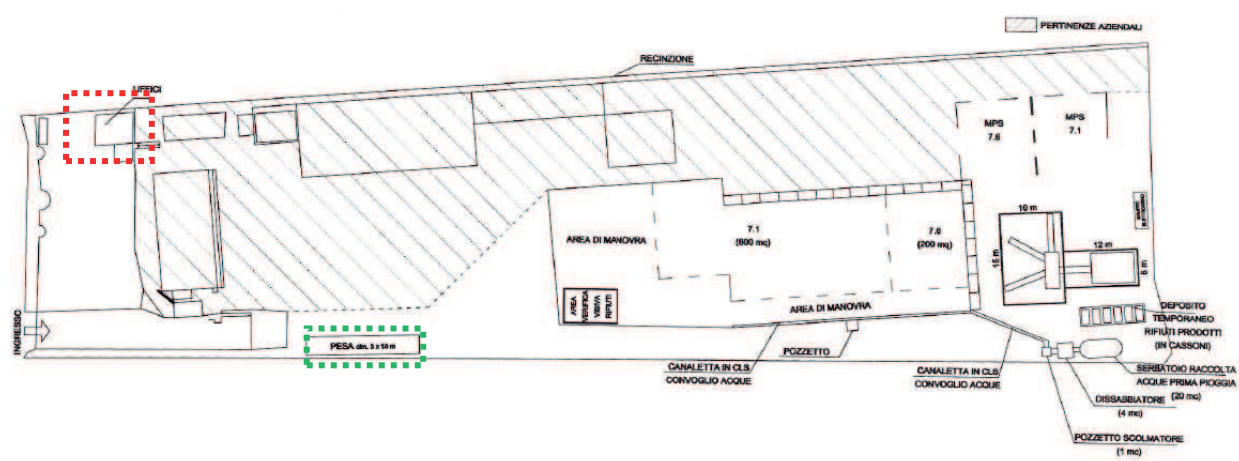 PERTINENZE AZIENDALI
RECINZIONE
UFFICI
MPS
7.6
MPS
7.1
GRUPPO
ELETTROGENO
10 m
15 m
12 m
6 m
7.1
(600 mc)
7.6
(200 mc)
AREA DI MANOVRA
AREA
VERIFICA
VISIVA
RIFIUTI
AREA DI MANOVRA
INGRESSO
PESA dim. 3 x 18 m
POZZETTO
CANALETTA IN CLS
CONVOGLIO ACQUE
CANALETTA IN CLS
CONVOGLIO ACQUE
DEPOSITO
TEMPORANEO
RIFIUTI PRODOTTI
(IN CASSONI)
SERBATOIO RACCOLTA
ACQUE PRIMA PIOGGIA
(20 mc)
DISSABBIATORE
(4 mc)
POZZETTO SCOLMATORE
(1 mc)